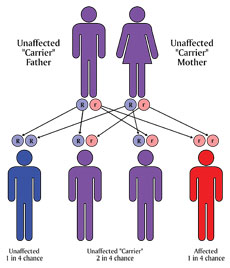 Unaffected
"Carrier"
Father
Unaffected
"Carrier"
Mother
R r R r
R R R r R r r r
Unaffected
1 in 4 chance
Unaffected "Carrier"
2 in 4 chance
Affected
1 in 4 chance